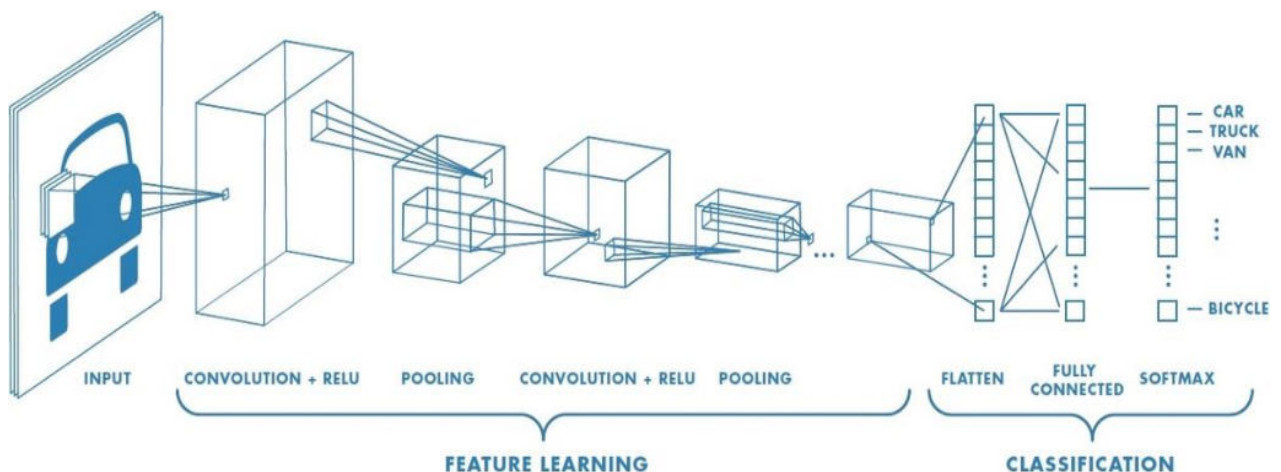 CAR
TRUCK
VAN
BICYCLE
INPUT
CONVOLUTION + RELU
POOLING
CONVOLUTION + RELU
POOLING
FLATTEN
FULLY
CONNECTED
SOFTMAX
FEATURE LEARNING
CLASSIFICATION